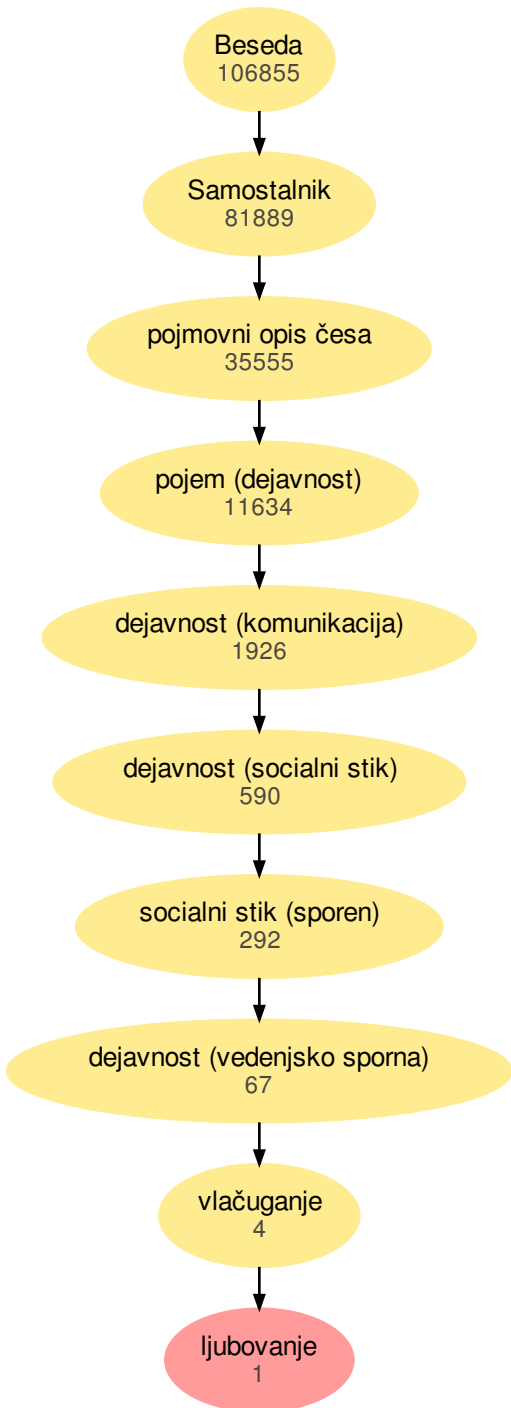 Beseda
106855
Samostalnik
81889
pojmovni opis česa
35555
pojem (dejavnost)
11634
dejavnost (komunikacija)
1926
dejavnost (socialni stik)
590
socialni stik (sporen)
292
dejavnost (vedenjsko sporna)
67
vlačuganje
4
ljubovanje
1